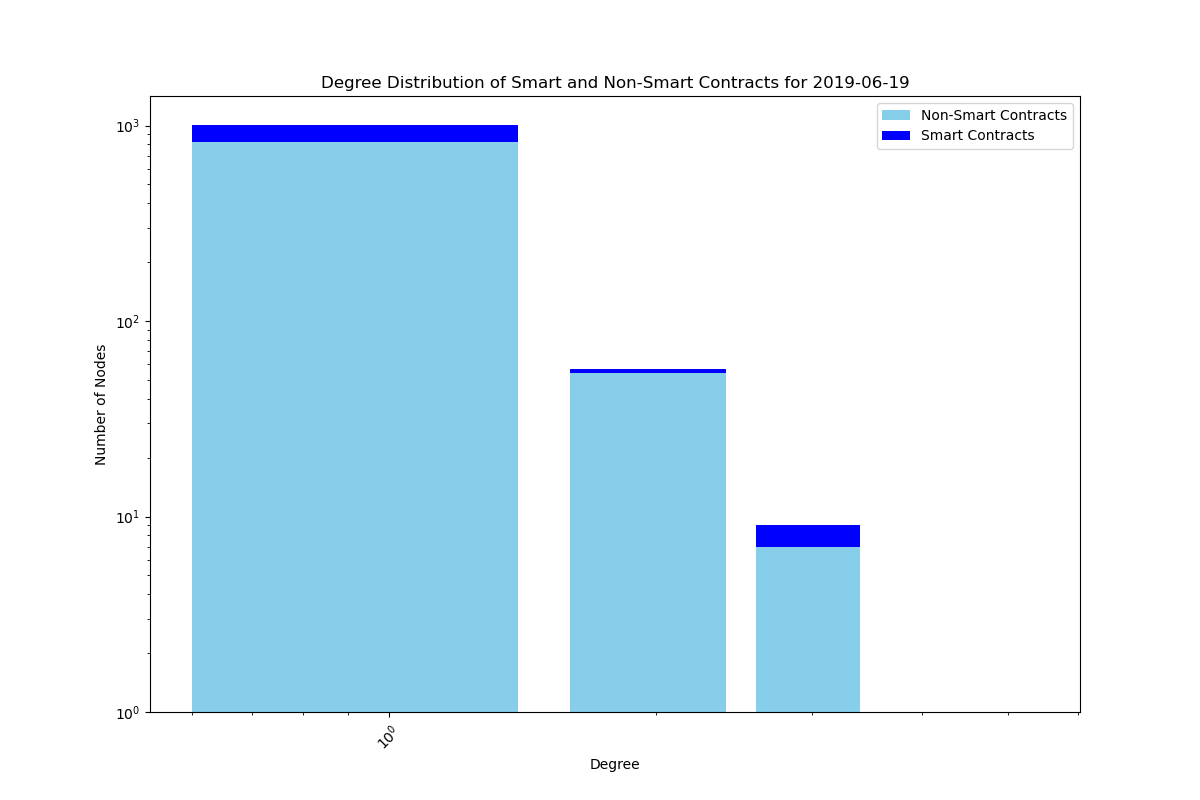 Degree Distribution of Smart and Non-Smart Contracts for 2019-06-19
Non-Smart Contracts
Smart Contracts
10³
10²
10¹
10⁰
Number of Nodes
10⁰
Degree